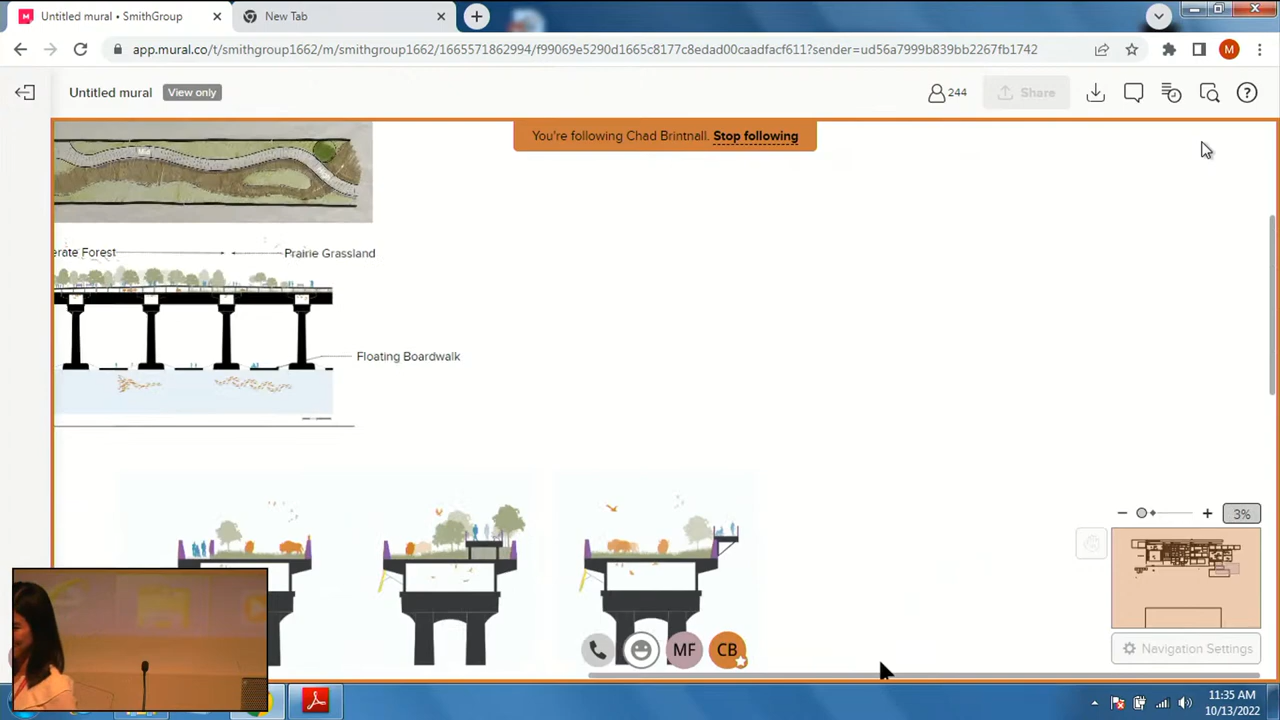 Untitled mural • SmithGroup
New Tab
app.mural.co/t/smithgroup1662/m/smithgroup1662/1665571862994/f99069e5290d1665c8177c8edad00caadfacf611?sender=ud56a7999b839bb2267fb1742
M
Untitled mural
View only
244
Share
You're following Chad Brintnall. Stop following
erate Forest
Prairie Grassland
Floating Boardwalk
3%
MF
CB
Navigation Settings
11:35 AM
10/13/2022